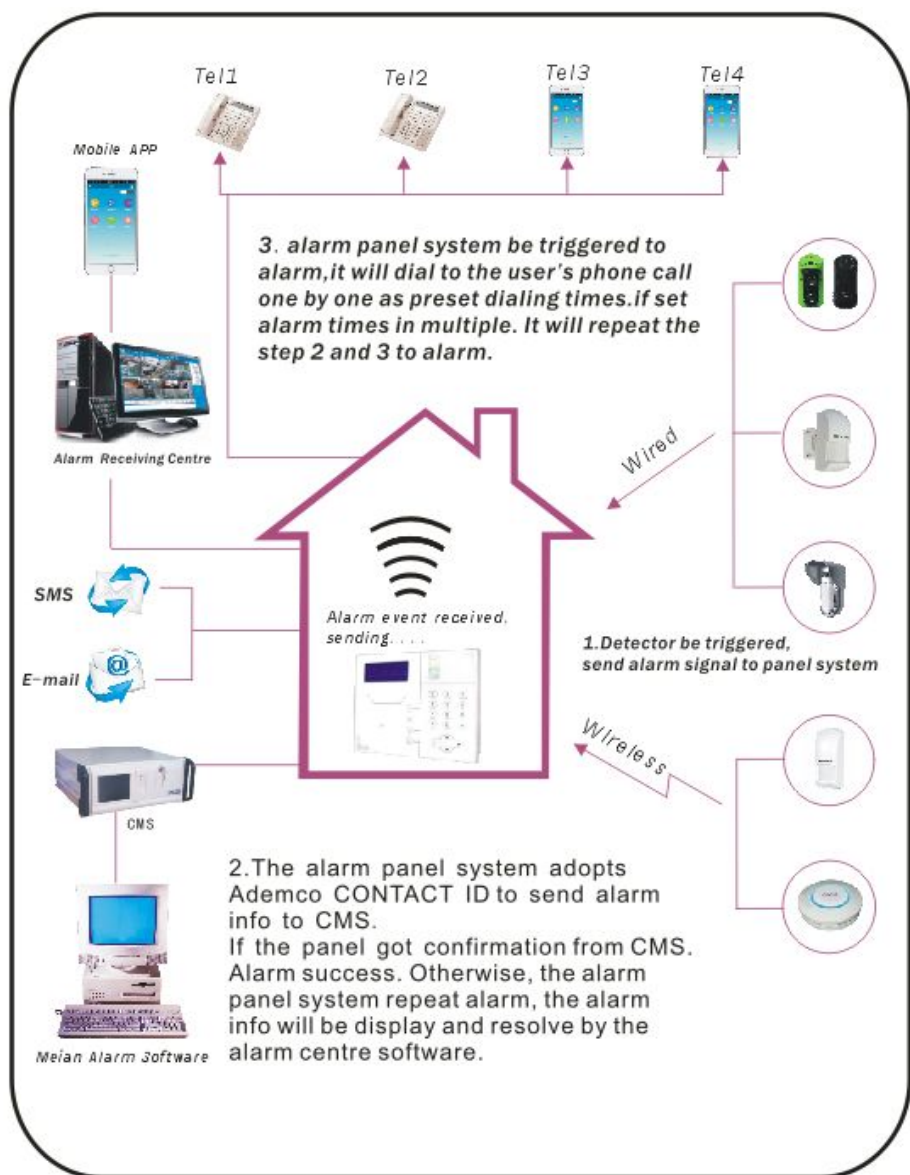 Tel1
Tel2
Tel3
Tel4
Mobile APP
3. alarm panel system be triggered to
alarm,it will dial to the user's phone call
one by one as preset dialing times.if set
alarm times in multiple. It will repeat the
step 2 and 3 to alarm.
Alarm Receiving Centre
Wired
SMS
E-mail
Alarm event received,
sending....
1.Detector be triggered,
send alarm signal to panel system
Wireless
CMS
2.The alarm panel system adopts
Ademco CONTACT ID to send alarm
info to CMS.
If the panel got confirmation from CMS.
Alarm success. Otherwise, the alarm
panel system repeat alarm, the alarm
info will be display and resolve by the
alarm centre software.
Meian Alarm Software